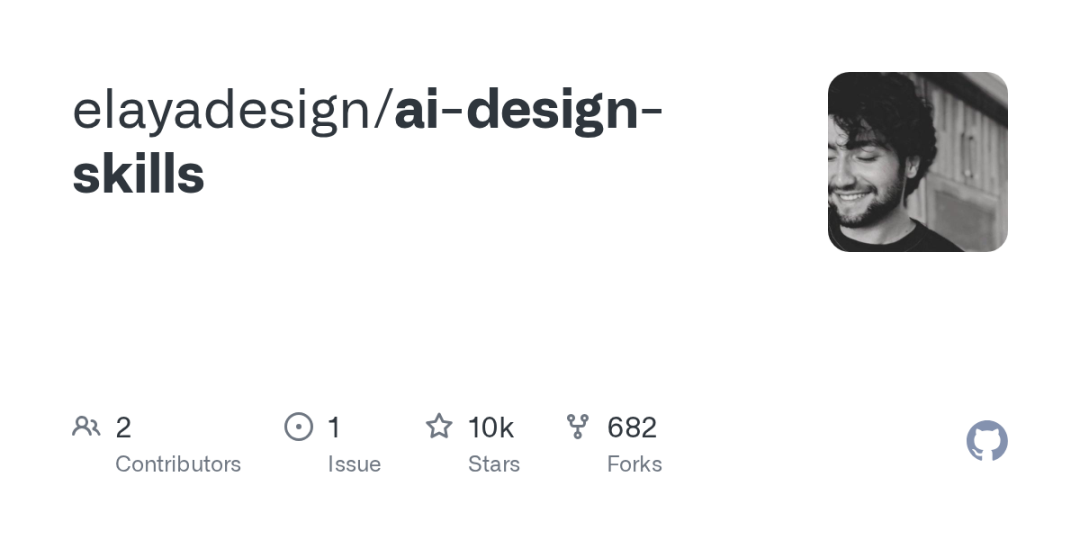 elayadesign/ai-design-
skills
2
Contributors
1
Issue
10k
Stars
682
Forks